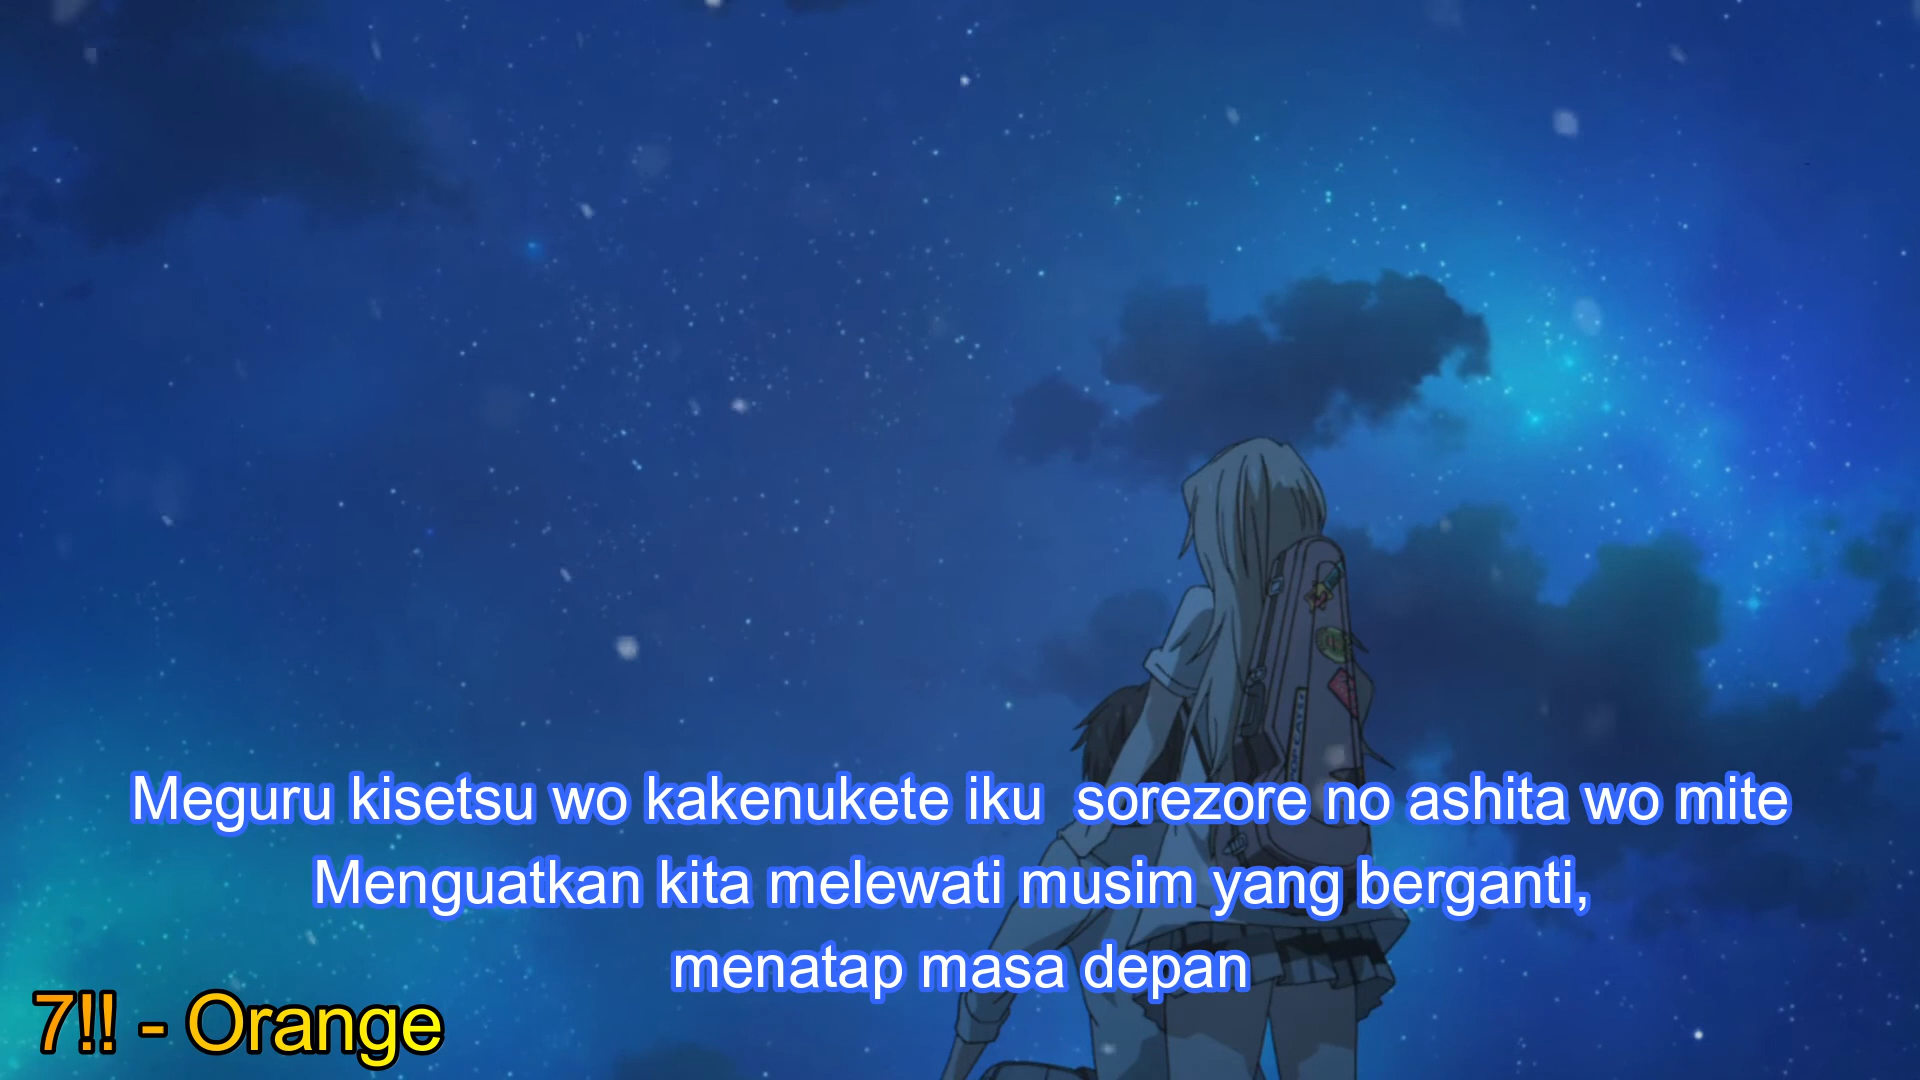 Meguru kisetsu wo kakenukete iku  sorezore no ashita wo mite
Menguatkan kita melewati musim yang berganti,
menatap masa depan
7!! - Orange